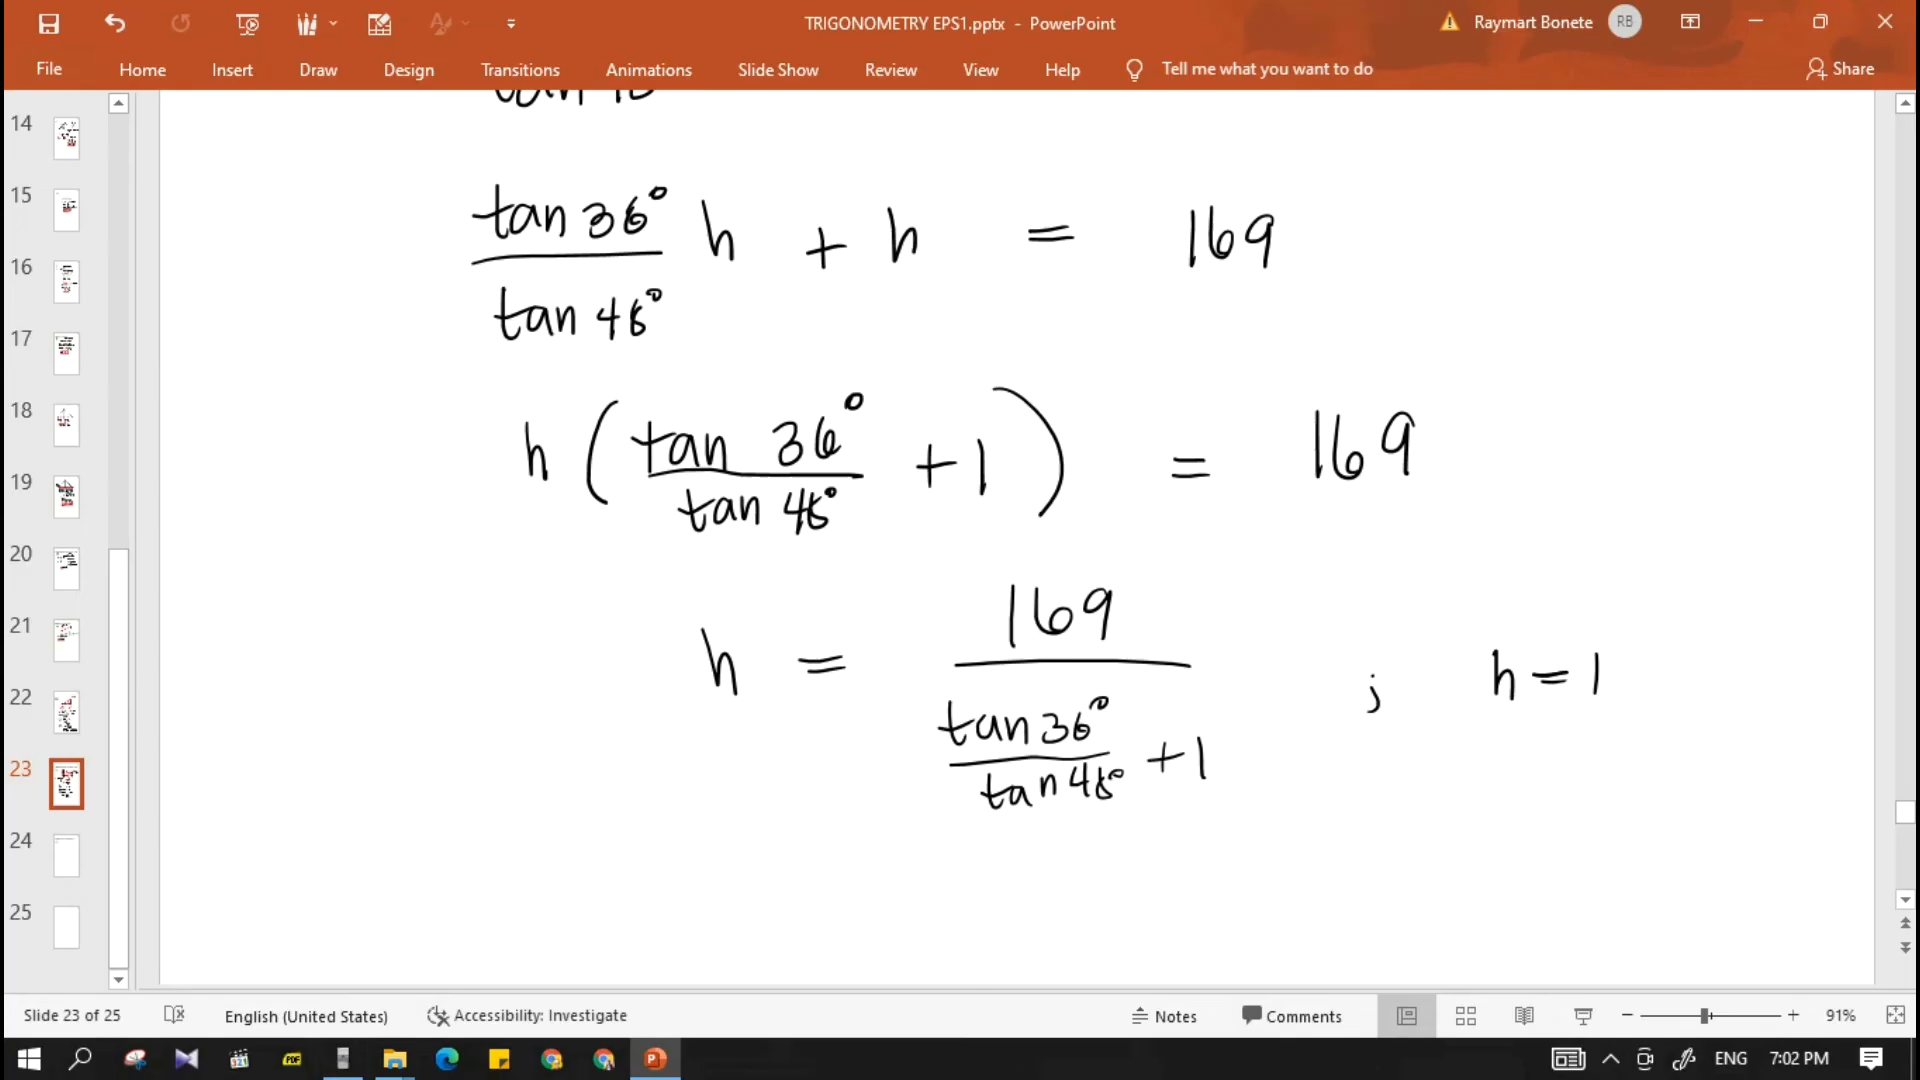 TRIGONOMETRY EPS1.pptx - PowerPoint
Raymart Bonete RB
File Home Insert Draw Design Transitions Animations Slide Show Review View Help Tell me what you want to do Share
14
15
16
17
18
19
20
21
22
23
24
25
tan 36° h + h = 169
tan 48°
h ( tan 36° + 1 ) = 169
tan 48°
h = 169 ; h = 1
tan 36° + 1
tan 48°
Slide 23 of 25 English (United States) Accessibility: Investigate Notes Comments 91%
ENG 7:02 PM